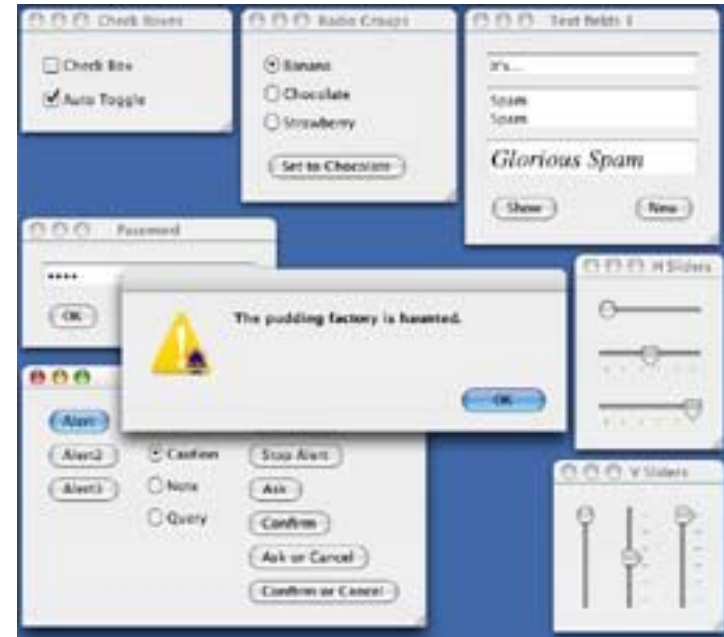 Check Boxes
Check Box
Auto Toggle
Radio Groups
Banana
Chocolate
Strawberry
Set to Chocolate
Text fields 1
It's...
Spam
Spam
Glorious Spam
Show
New
Password
••••
OK
The pudding factory is haunted.
OK
Alert
Alert2
Alert3
Caution
Note
Query
Stop Alert
Ask
Confirm
Ask or Cancel
Confirm or Cancel
H Sliders
V Sliders